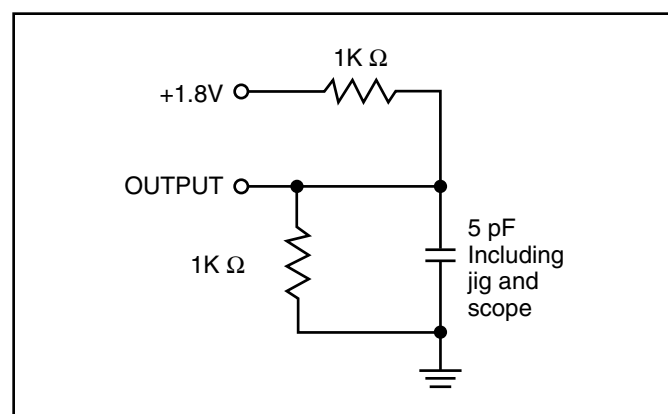 1K Ω
+1.8V
OUTPUT
1K Ω
5 pF
Including
jig and
scope